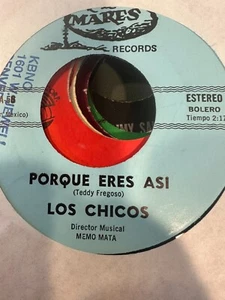 MARES
RECORDS
KBNO
1601 W
ESTEREO
BOLERO
Tiempo 2:17
PORQUE ERES ASI
(Teddy Fregoso)
LOS CHICOS
Director Musical
MEMO MATA